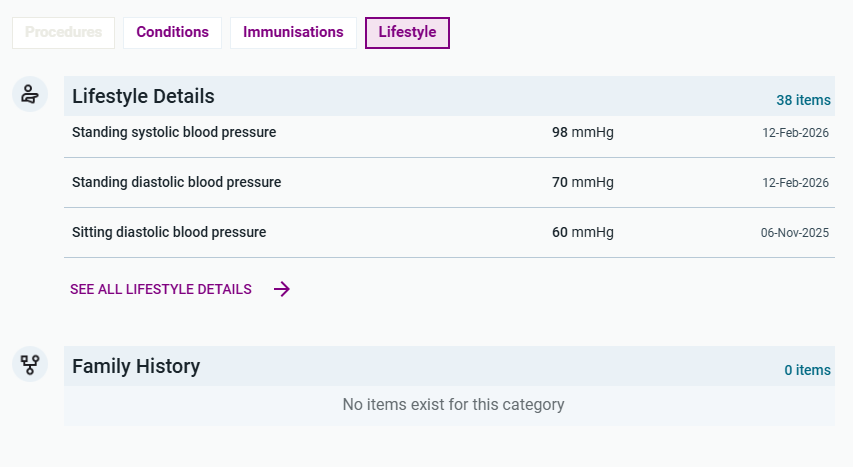 Procedures Conditions Immunisations Lifestyle
Lifestyle Details 38 items
Standing systolic blood pressure 98 mmHg 12-Feb-2026
Standing diastolic blood pressure 70 mmHg 12-Feb-2026
Sitting diastolic blood pressure 60 mmHg 06-Nov-2025
SEE ALL LIFESTYLE DETAILS
Family History 0 items
No items exist for this category